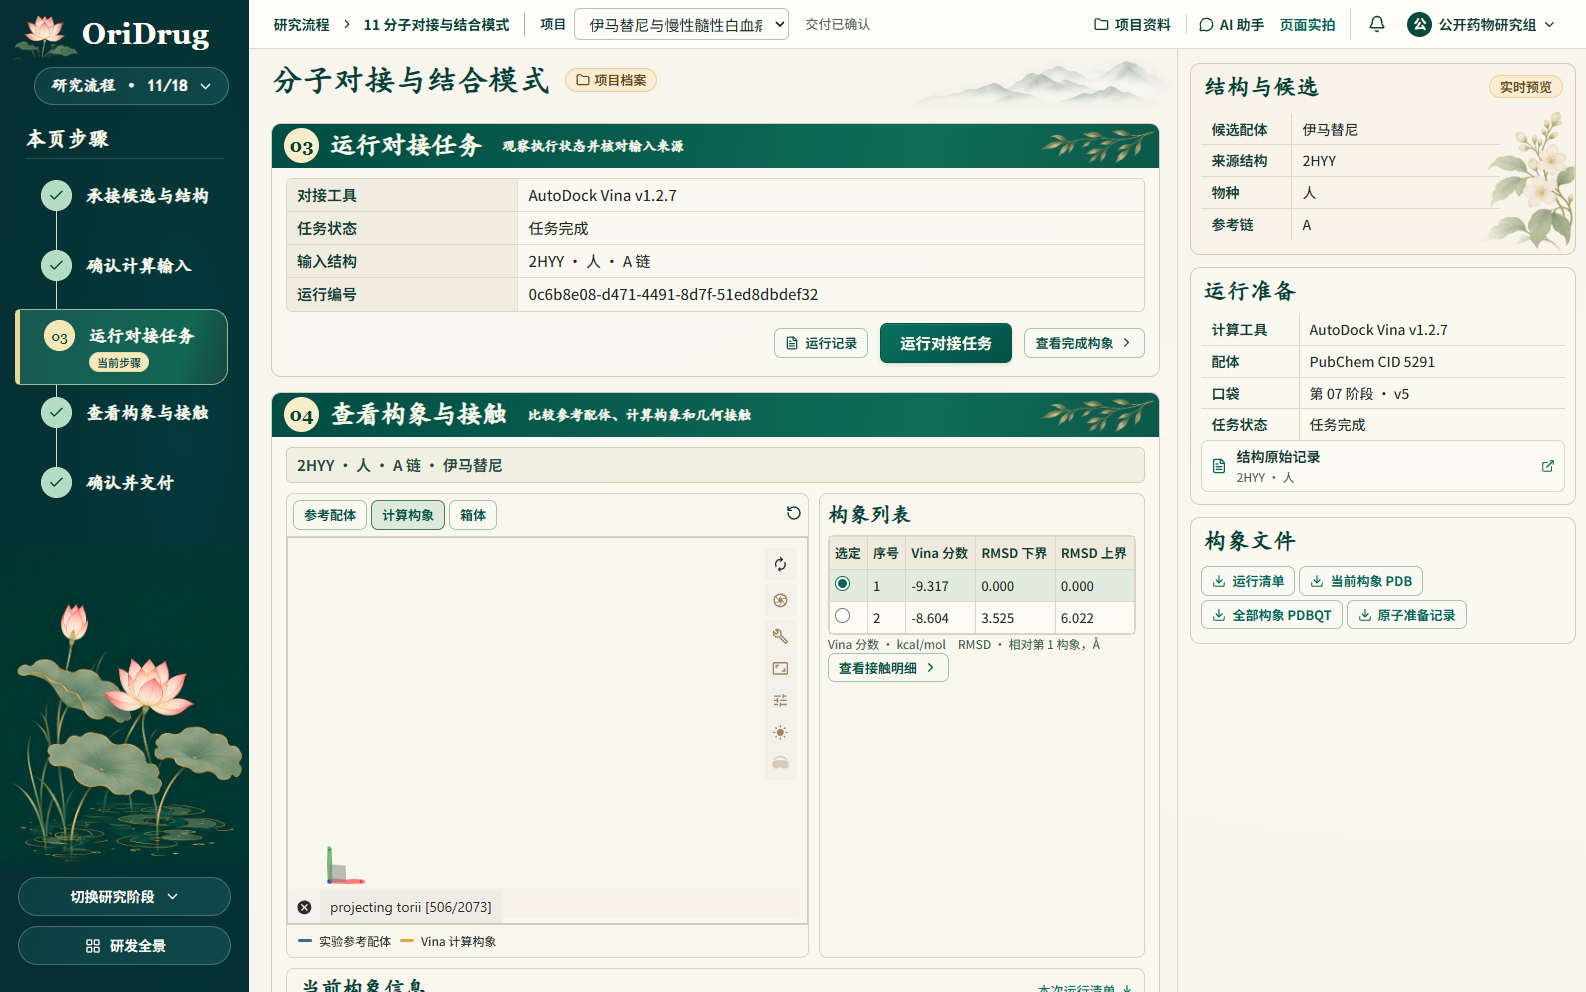 OriDrug
研究流程 • 11/18
本页步骤
承接候选与结构
确认计算输入
03 运行对接任务
当前步骤
查看构象与接触
确认并交付
切换研究阶段
研发全景
研究流程 > 11 分子对接与结合模式
项目 伊马替尼与慢性髓性白血病 交付已确认
项目资料
AI 助手
页面实拍
公 公开药物研究组
分子对接与结合模式
项目档案
03 运行对接任务 观察执行状态并核对输入来源
对接工具 AutoDock Vina v1.2.7
任务状态 任务完成
输入结构 2HYY · 人 · A 链
运行编号 0c6b8e08-d471-4491-8d7f-51ed8dbdef32
运行记录
运行对接任务
查看完成构象
04 查看构象与接触 比较参考配体、计算构象和几何接触
2HYY · 人 · A 链 · 伊马替尼
参考配体 计算构象 箱体
projecting torii [506/2073]
实验参考配体 Vina 计算构象
构象列表
选定 序号 Vina 分数 RMSD 下界 RMSD 上界
1 -9.317 0.000 0.000
2 -8.604 3.525 6.022
Vina 分数 · kcal/mol RMSD · 相对第 1 构象，Å
查看接触明细
当前构象信息
本次运行清单
结构与候选
实时预览
候选配体 伊马替尼
来源结构 2HYY
物种 人
参考链 A
运行准备
计算工具 AutoDock Vina v1.2.7
配体 PubChem CID 5291
口袋 第 07 阶段 · v5
任务状态 任务完成
结构原始记录
2HYY · 人
构象文件
运行清单
当前构象 PDB
全部构象 PDBQT
原子准备记录